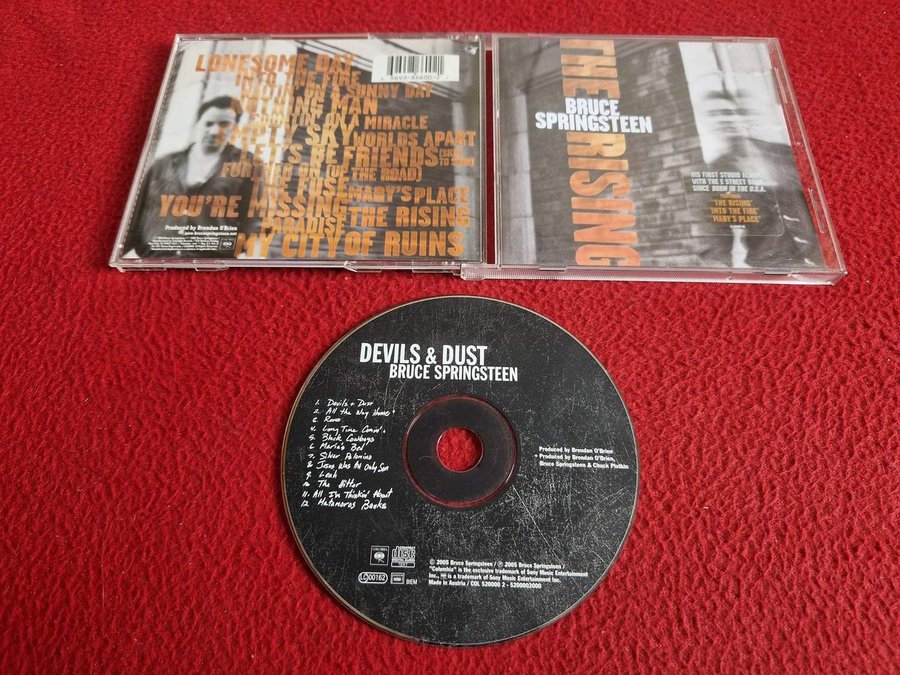 LONESOME DAY
INTO THE FIRE
WAITIN' ON A SUNNY DAY
NOTHING MAN
COUNTIN' ON A MIRACLE
EMPTY SKY WORLDS APART
LET'S BE FRIENDS (SKIN TO SKIN)
FURTHER ON (UP THE ROAD)
THE FUSE MARY'S PLACE
YOU'RE MISSING THE RISING
PARADISE
MY CITY OF RUINS
Produced by Brendan O'Brien
www.brucespringsteen.net
THE RISING
BRUCE
SPRINGSTEEN
HIS FIRST STUDIO ALBUM
WITH THE E STREET BAND
SINCE BORN IN THE U.S.A.
THE RISING"
"INTO THE FIRE"
"MARY'S PLACE"
DEVILS & DUST
BRUCE SPRINGSTEEN
1. Devils + Dust
2. All the Way Home +
3. Reno
4. Long Time Comin' +
5. Black Cowboys
6. Maria's Bed
7. Silver Palomino
8. Jesus Was An Only Son
9. Leah
10. The Hitter
11. All I'm Thinkin' About
12. Matamoros Banks
Produced by Brendan O'Brien
+ Produced by Brendan O'Brien,
Bruce Springsteen & Chuck Plotkin
COLUMBIA
COMPACT
disc
LC00162
BIEM
© 2005 Bruce Springsteen / ℗ 2005 Bruce Springsteen /
"Columbia" is the exclusive trademark of Sony Music Entertainment
Inc., is a trademark of Sony Music Entertainment Inc.
Made in Austria / COL 520000 2 - 5200002000